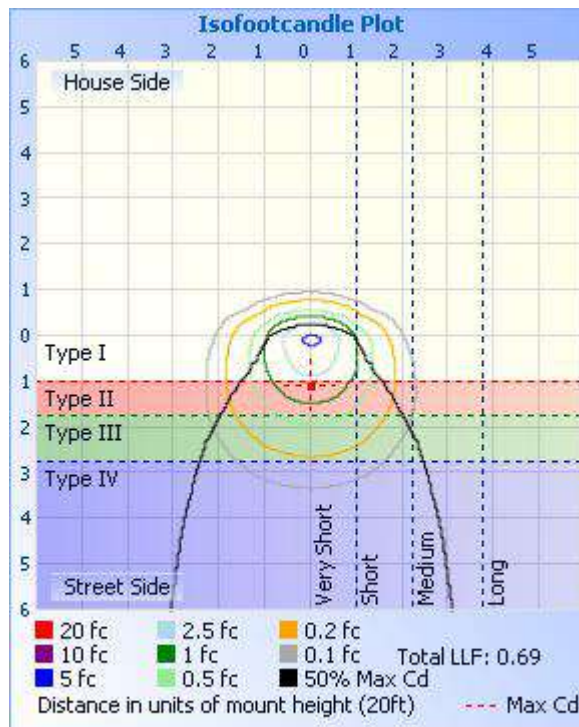 Isofootcandle Plot
5 4 3 2 1 0 1 2 3 4 5
6 House Side
5
4
3
2
1
0
Type I
1
Type II
2 Type III
3
Type IV
4
5
Very Short
Short
Medium
Long
6 Street Side
20 fc 2.5 fc 0.2 fc
10 fc 1 fc 0.1 fc Total LLF: 0.69
5 fc 0.5 fc 50% Max Cd
Distance in units of mount height (20ft) --- Max Cd